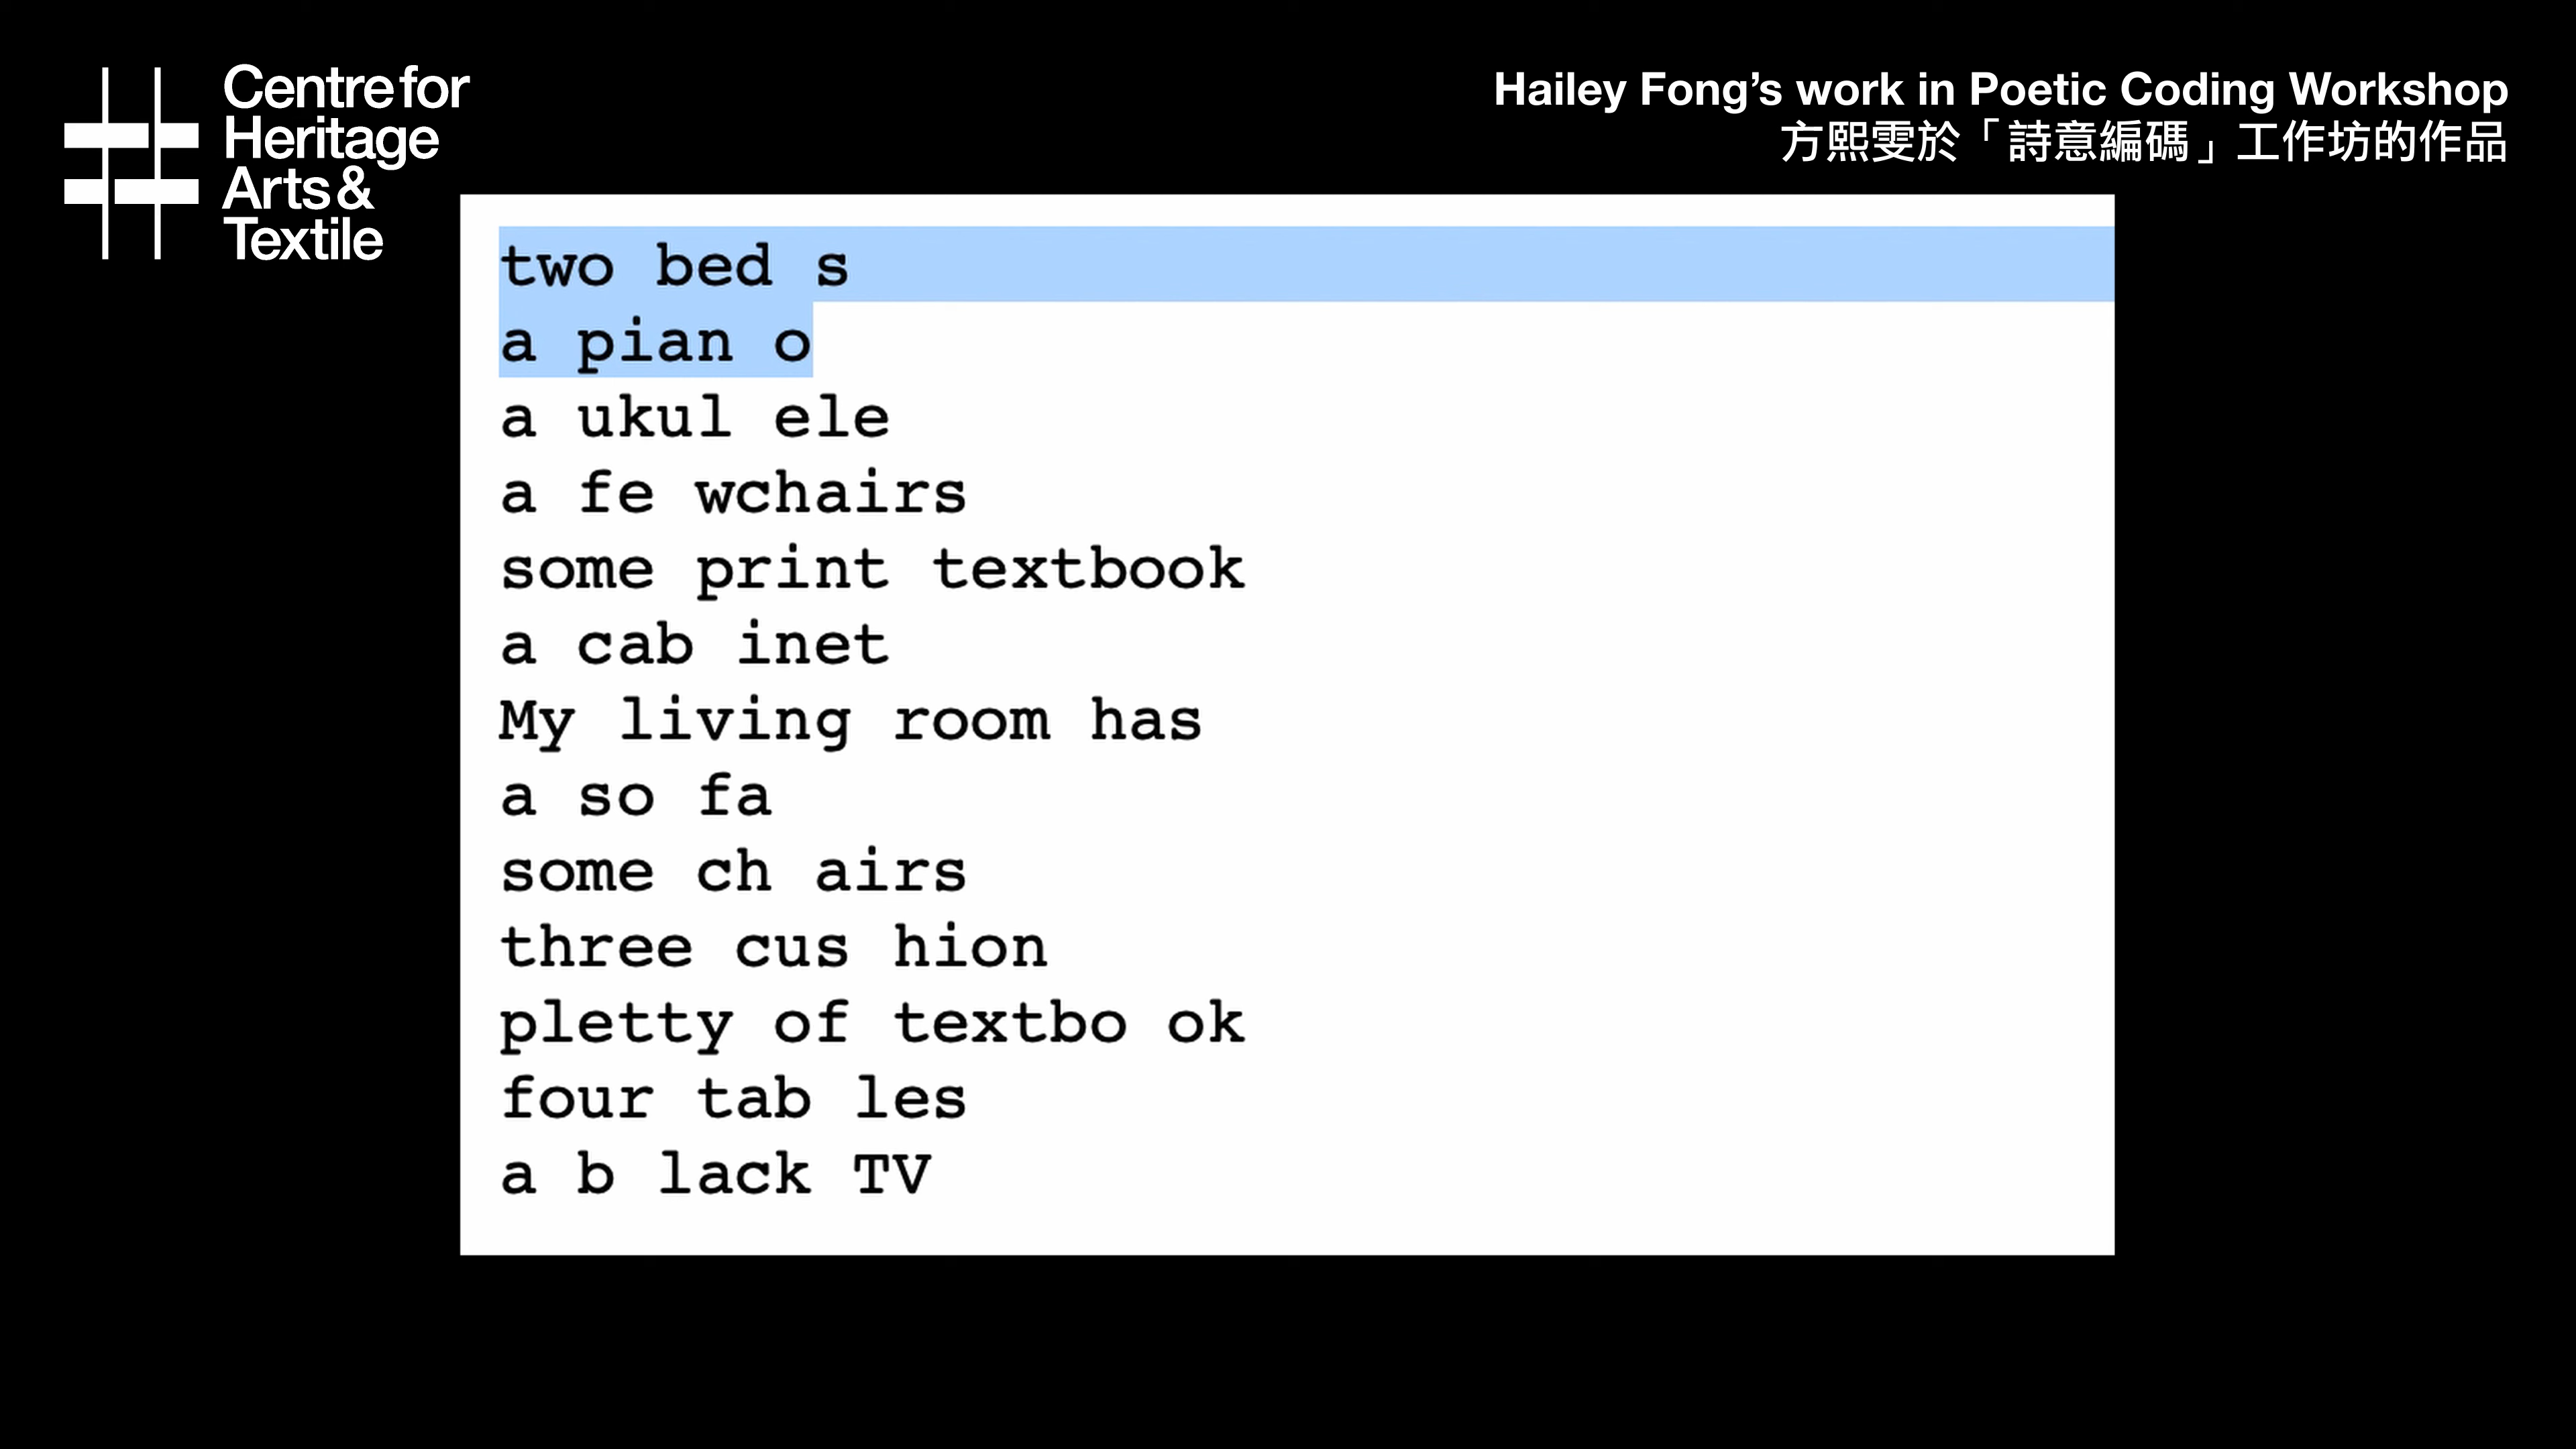 Centre for
Heritage
Arts &
Textile
Hailey Fong’s work in Poetic Coding Workshop
方熙雯於「詩意編碼」工作坊的作品
two bed s
a pian o
a ukul ele
a fe wchairs
some print textbook
a cab inet
My living room has
a so fa
some ch airs
three cus hion
pletty of textbo ok
four tab les
a b lack TV